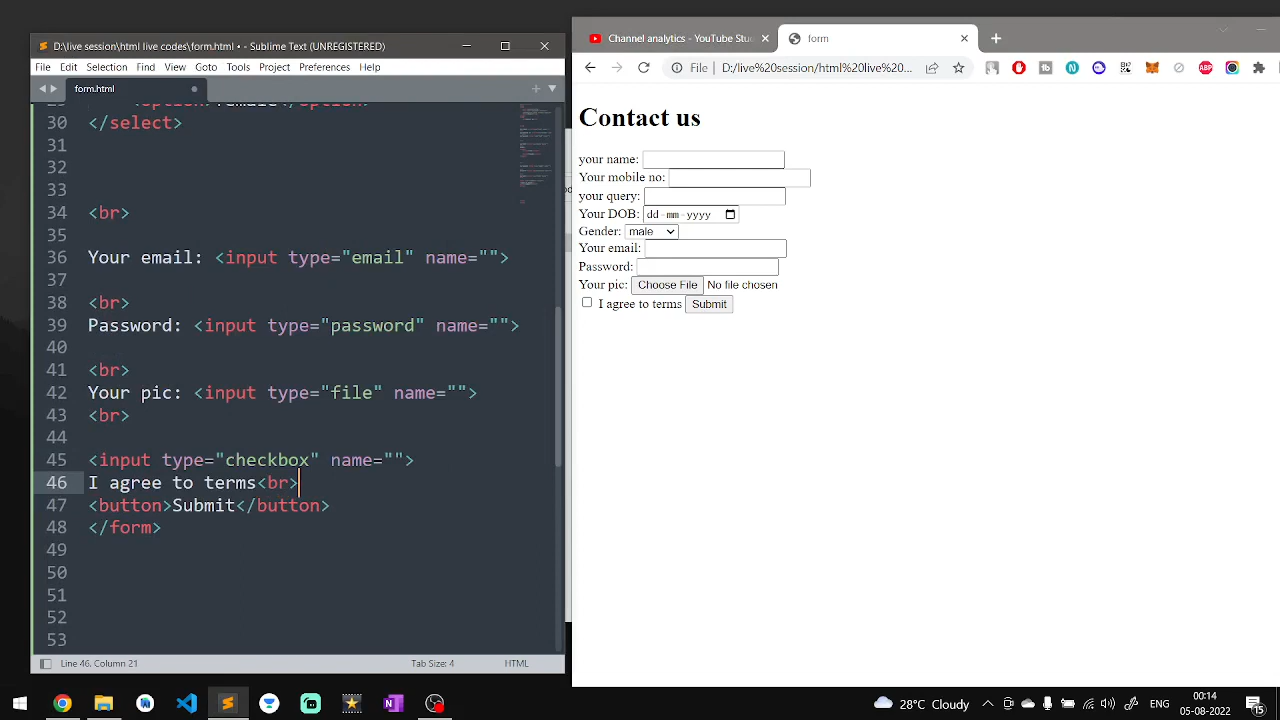 D:\live session\html live codes\form.html • - Sublime Text (UNREGISTERED)
File Edit Selection Find View Goto Tools Project Preferences Help
form.html
30 </select>
31
32
33
34 <br>
35
36 Your email: <input type="email" name="">
37
38 <br>
39 Password: <input type="password" name="">
40
41 <br>
42 Your pic: <input type="file" name="">
43 <br>
44
45 <input type="checkbox" name="">
46 I agree to terms<br>
47 <button>Submit</button>
48 </form>
49
50
51
52
53
Line 46, Column 21 Tab Size: 4 HTML
Channel analytics - YouTube Stu
form
File D:/live%20session/html%20live%20...
Contact us
your name:
Your mobile no:
your query:
Your DOB: dd-mm-yyyy
Gender: male
Your email:
Password:
Your pic: Choose File No file chosen
I agree to terms Submit
28°C Cloudy ENG 00:14
05-08-2022 15